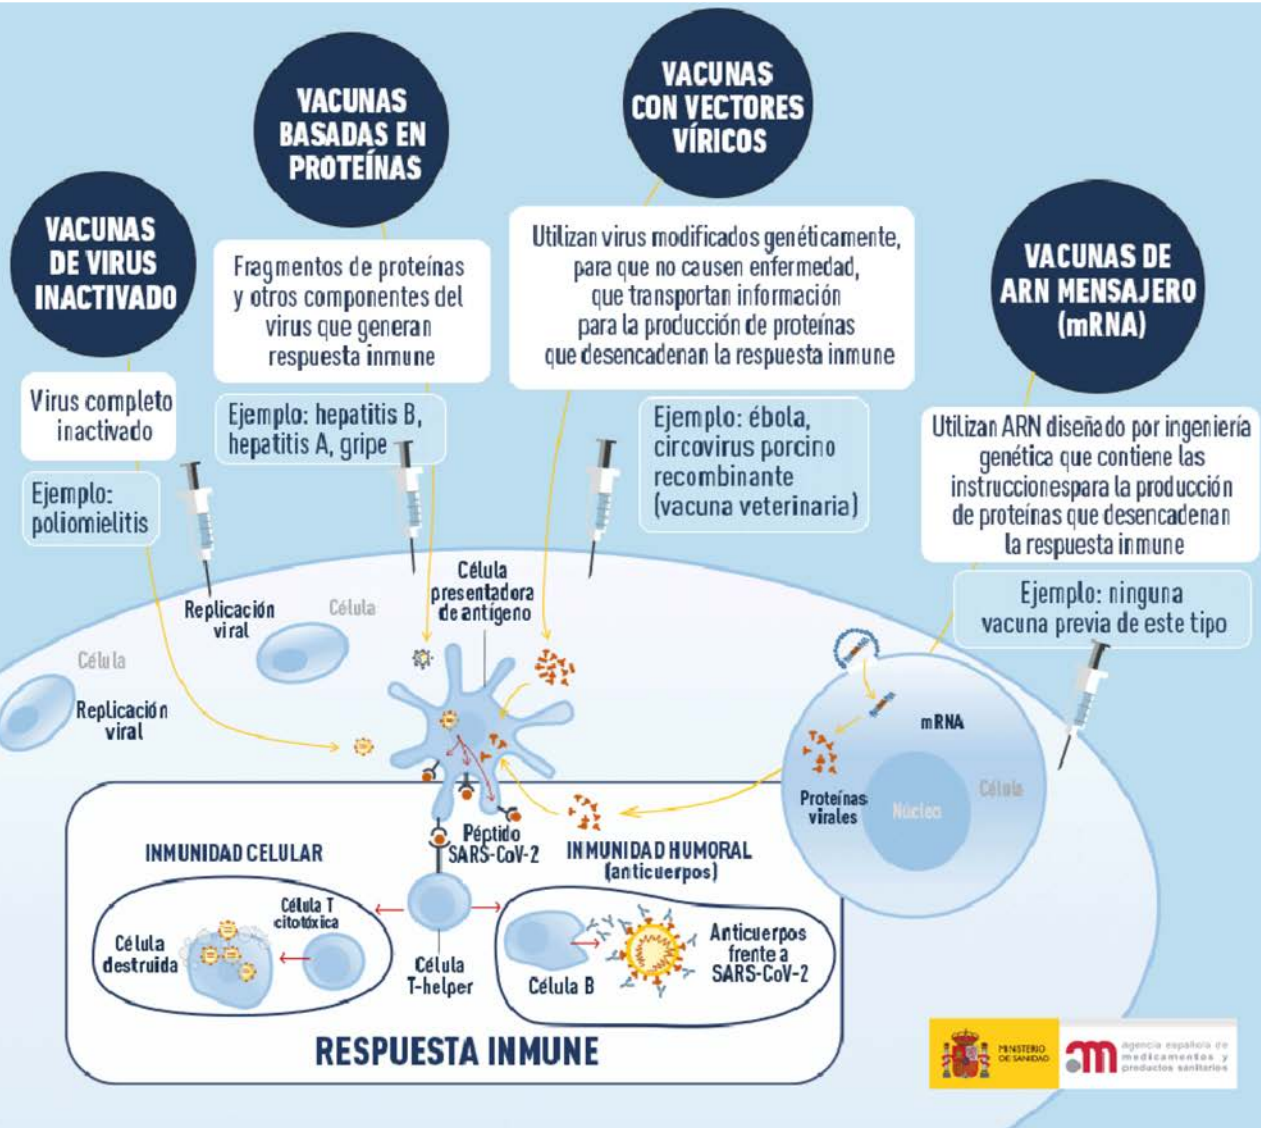 VACUNAS
DE VIRUS
INACTIVADO
Virus completo
inactivado
Ejemplo:
poliomielitis
VACUNAS
BASADAS EN
PROTEÍNAS
Fragmentos de proteínas
y otros componentes del
virus que generan
respuesta inmune
Ejemplo: hepatitis B,
hepatitis A, gripe
VACUNAS
CON VECTORES
VÍRICOS
Utilizan virus modificados genéticamente,
para que no causen enfermedad,
que transportan información
para la producción de proteínas
que desencadenan la respuesta inmune
Ejemplo: ébola,
circovirus porcino
recombinante
(vacuna veterinaria)
VACUNAS DE
ARN MENSAJERO
(mRNA)
Utilizan ARN diseñado por ingeniería
genética que contiene las
instruccionespara la producción
de proteínas que desencadenan
la respuesta inmune
Ejemplo: ninguna
vacuna previa de este tipo
Replicación
viral
Célula
Célula
presentadora
de antígeno
Célula
Replicación
viral
mRNA
Proteínas
virales
Núcleo
Célula
Péptido
SARS-CoV-2
INMUNIDAD CELULAR
Célula T
citotóxica
Célula
destruida
Célula
T-helper
INMUNIDAD HUMORAL
(anticuerpos)
Célula B
Anticuerpos
frente a
SARS-CoV-2
RESPUESTA INMUNE
MINISTERIO
DE SANIDAD
am
agencia española de
medicamentos y
productos sanitarios